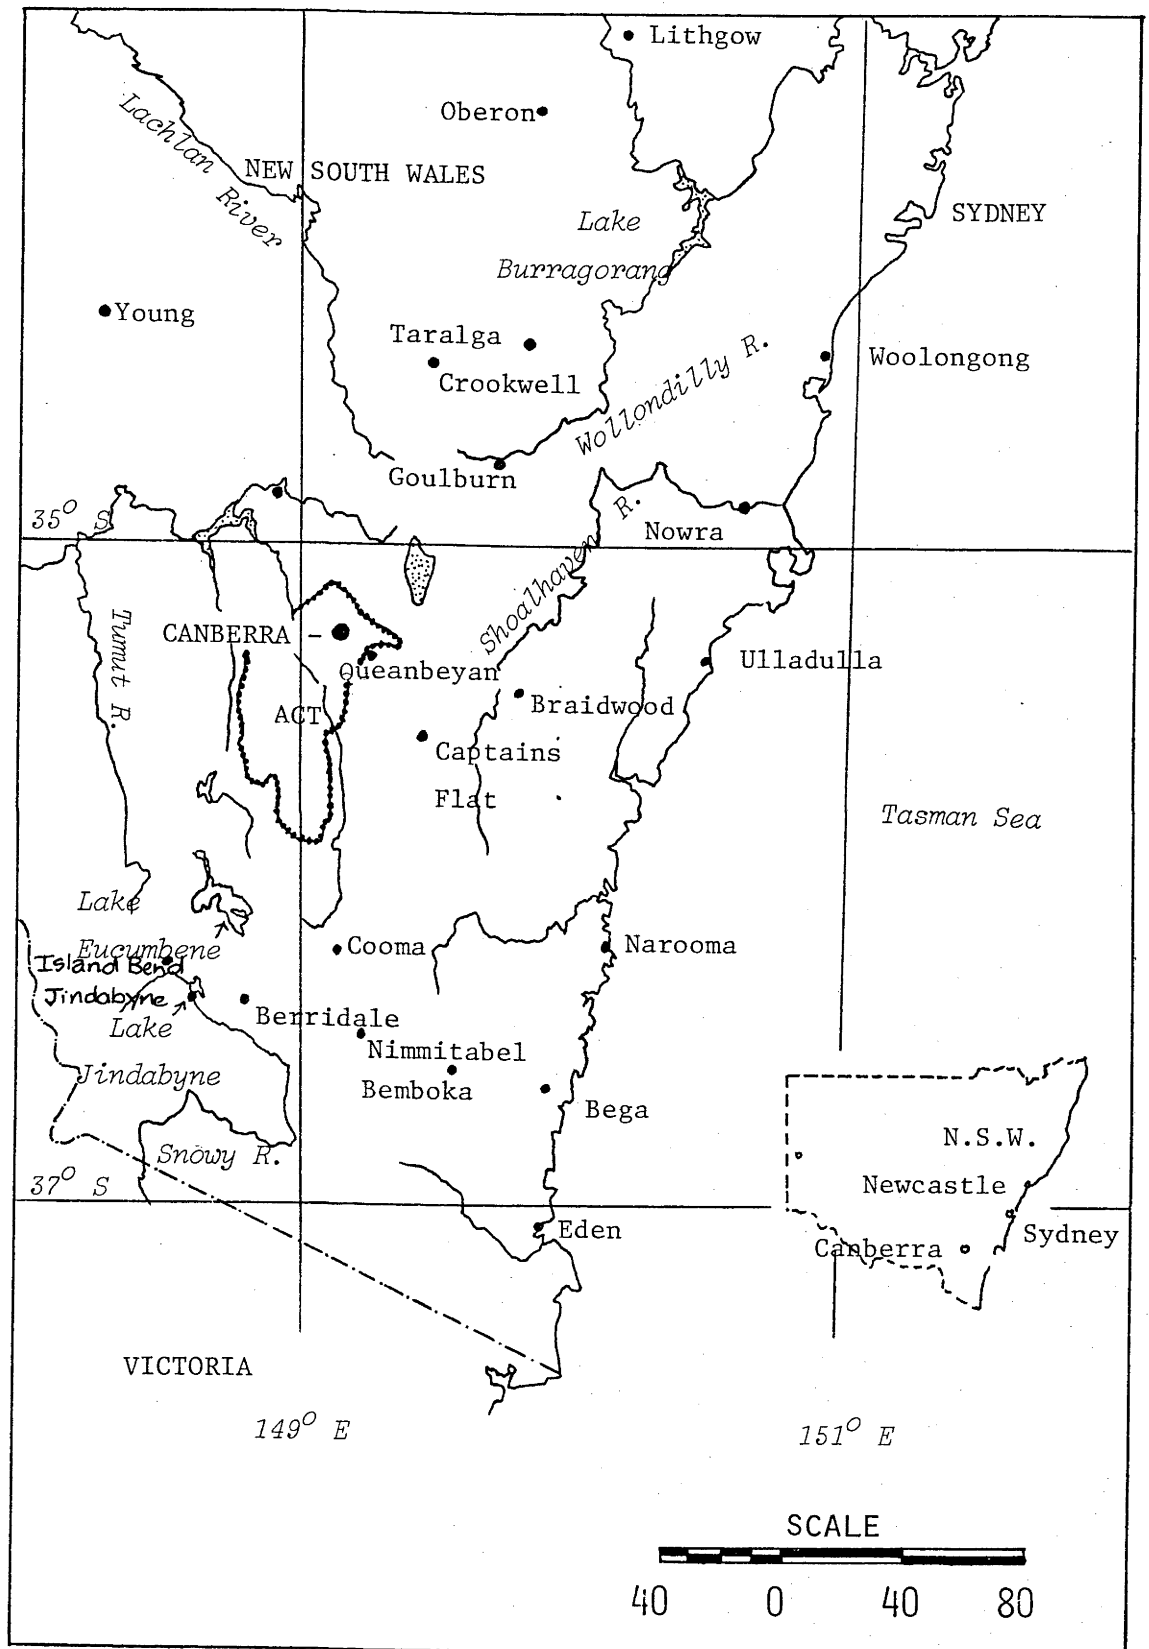 Lithgow
Oberon
Lachlan
River
NEW SOUTH WALES
SYDNEY
Lake
Burragorang
Young
Taralga
Crookwell
Wollondilly R.
Woolongong
Goulburn
35° S
Shoalhaven R.
Nowra
Tumut R.
CANBERRA –
Queanbeyan
Ulladulla
ACT
Braidwood
Captains
Flat
Tasman Sea
Lake
Eucumbene
Cooma
Narooma
Island Bend
Jindabyne
Berridale
Lake
Jindabyne
Nimmitabel
Bemboka
Bega
N.S.W.
Snowy R.
37° S
Newcastle
Eden
Sydney
Canberra
VICTORIA
149° E
151° E
SCALE
40 0 40 80